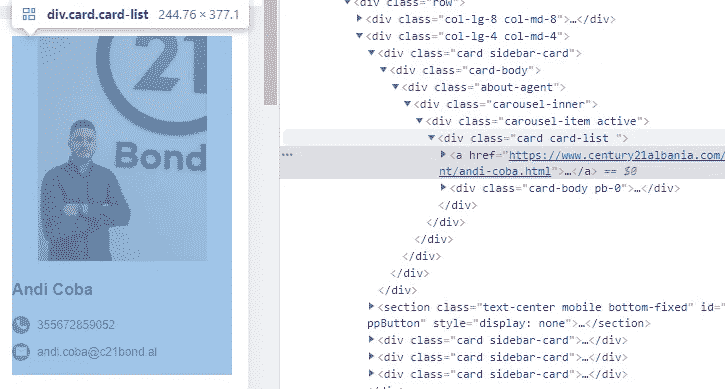 div.card.card-list 244.76 × 377.1
21
Bond
Andi Coba
355672859052
andi.coba@c21bond.al
<div class="row">
▶<div class="col-lg-8 col-md-8">…</div>
▼<div class="col-lg-4 col-md-4">
▼<div class="card sidebar-card">
▼<div class="card-body">
▼<div class="about-agent">
▼<div class="carousel-inner">
▼<div class="carousel-item active">
▼<div class="card card-list ">
… ▶<a href="https://www.century21albania.com/
nt/andi-coba.html">…</a> == $0
▶<div class="card-body pb-0">…</div>
</div>
</div>
</div>
</div>
</div>
</div>
▶<section class="text-center mobile bottom-fixed" id="
ppButton" style="display: none">…</section>
▶<div class="card sidebar-card">…</div>
▶<div class="card sidebar-card">…</div>
▶<div class="card sidebar-card">…</div>